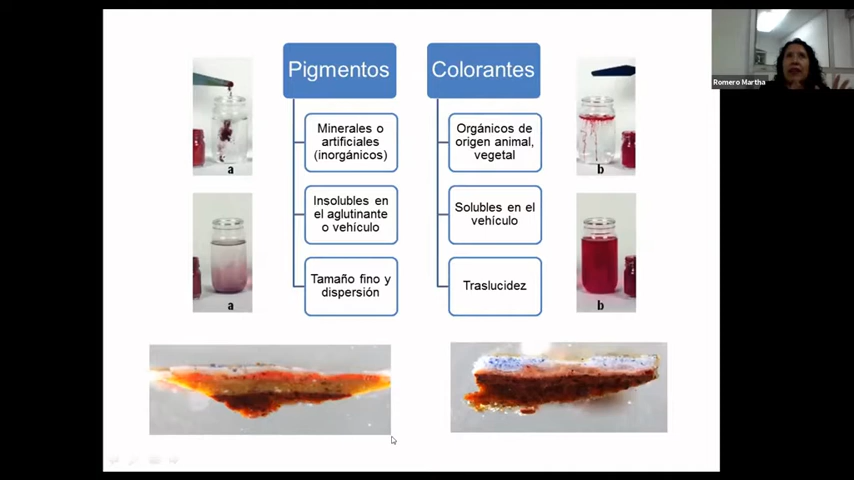 Pigmentos
Minerales o
artificiales
(inorgánicos)
Insolubles en
el aglutinante
o vehículo
Tamaño fino y
dispersión
Colorantes
Orgánicos de
origen animal,
vegetal
Solubles en el
vehículo
Traslucidez
a
b
a
b
Romero Martha